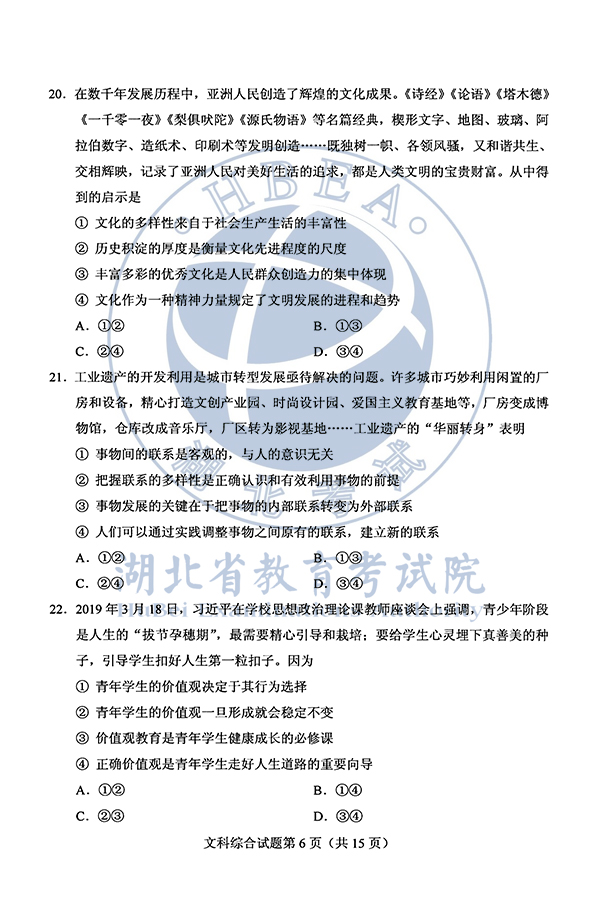 20．在数千年发展历程中，亚洲人民创造了辉煌的文化成果。《诗经》《论语》《塔木德》
《一千零一夜》《梨俱吠陀》《源氏物语》等名篇经典，楔形文字、地图、玻璃、阿
拉伯数字、造纸术、印刷术等发明创造……既独树一帜、各领风骚，又和谐共生、
交相辉映，记录了亚洲人民对美好生活的追求，都是人类文明的宝贵财富。从中得
到的启示是
① 文化的多样性来自于社会生产生活的丰富性
② 历史积淀的厚度是衡量文化先进程度的尺度
③ 丰富多彩的优秀文化是人民群众创造力的集中体现
④ 文化作为一种精神力量规定了文明发展的进程和趋势
A．①② B．①③
C．②④ D．③④
21．工业遗产的开发利用是城市转型发展亟待解决的问题。许多城市巧妙利用闲置的厂
房和设备，精心打造文创产业园、时尚设计园、爱国主义教育基地等，厂房变成博
物馆，仓库改成音乐厅，厂区转为影视基地……工业遗产的“华丽转身”表明
① 事物间的联系是客观的，与人的意识无关
② 把握联系的多样性是正确认识和有效利用事物的前提
③ 事物发展的关键在于把事物的内部联系转变为外部联系
④ 人们可以通过实践调整事物之间原有的联系，建立新的联系
A．①② B．①③
C．②④ D．③④
22．2019 年 3 月 18 日，习近平在学校思想政治理论课教师座谈会上强调，青少年阶段
是人生的“拔节孕穗期”，最需要精心引导和栽培；要给学生心灵埋下真善美的种
子，引导学生扣好人生第一粒扣子。因为
① 青年学生的价值观决定于其行为选择
② 青年学生的价值观一旦形成就会稳定不变
③ 价值观教育是青年学生健康成长的必修课
④ 正确价值观是青年学生走好人生道路的重要向导
A．①② B．①④
C．②③ D．③④
文科综合试题第 6 页（共 15 页）
HBEA
湖北考试
湖北省教育考试院
HuBei Examinations Academy